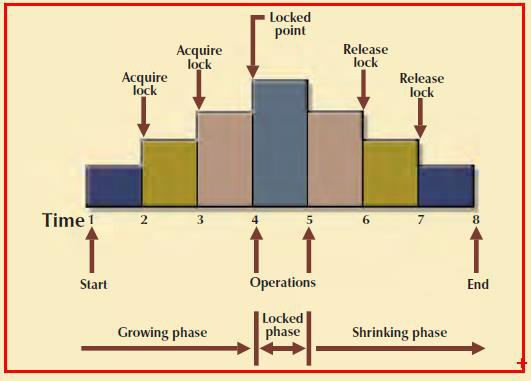 Locked
point
Acquire
lock
Release
lock
Acquire
lock
Release
lock
Time 1 2 3 4 5 6 7 8
Start
Operations
End
Growing phase
Locked
phase
Shrinking phase